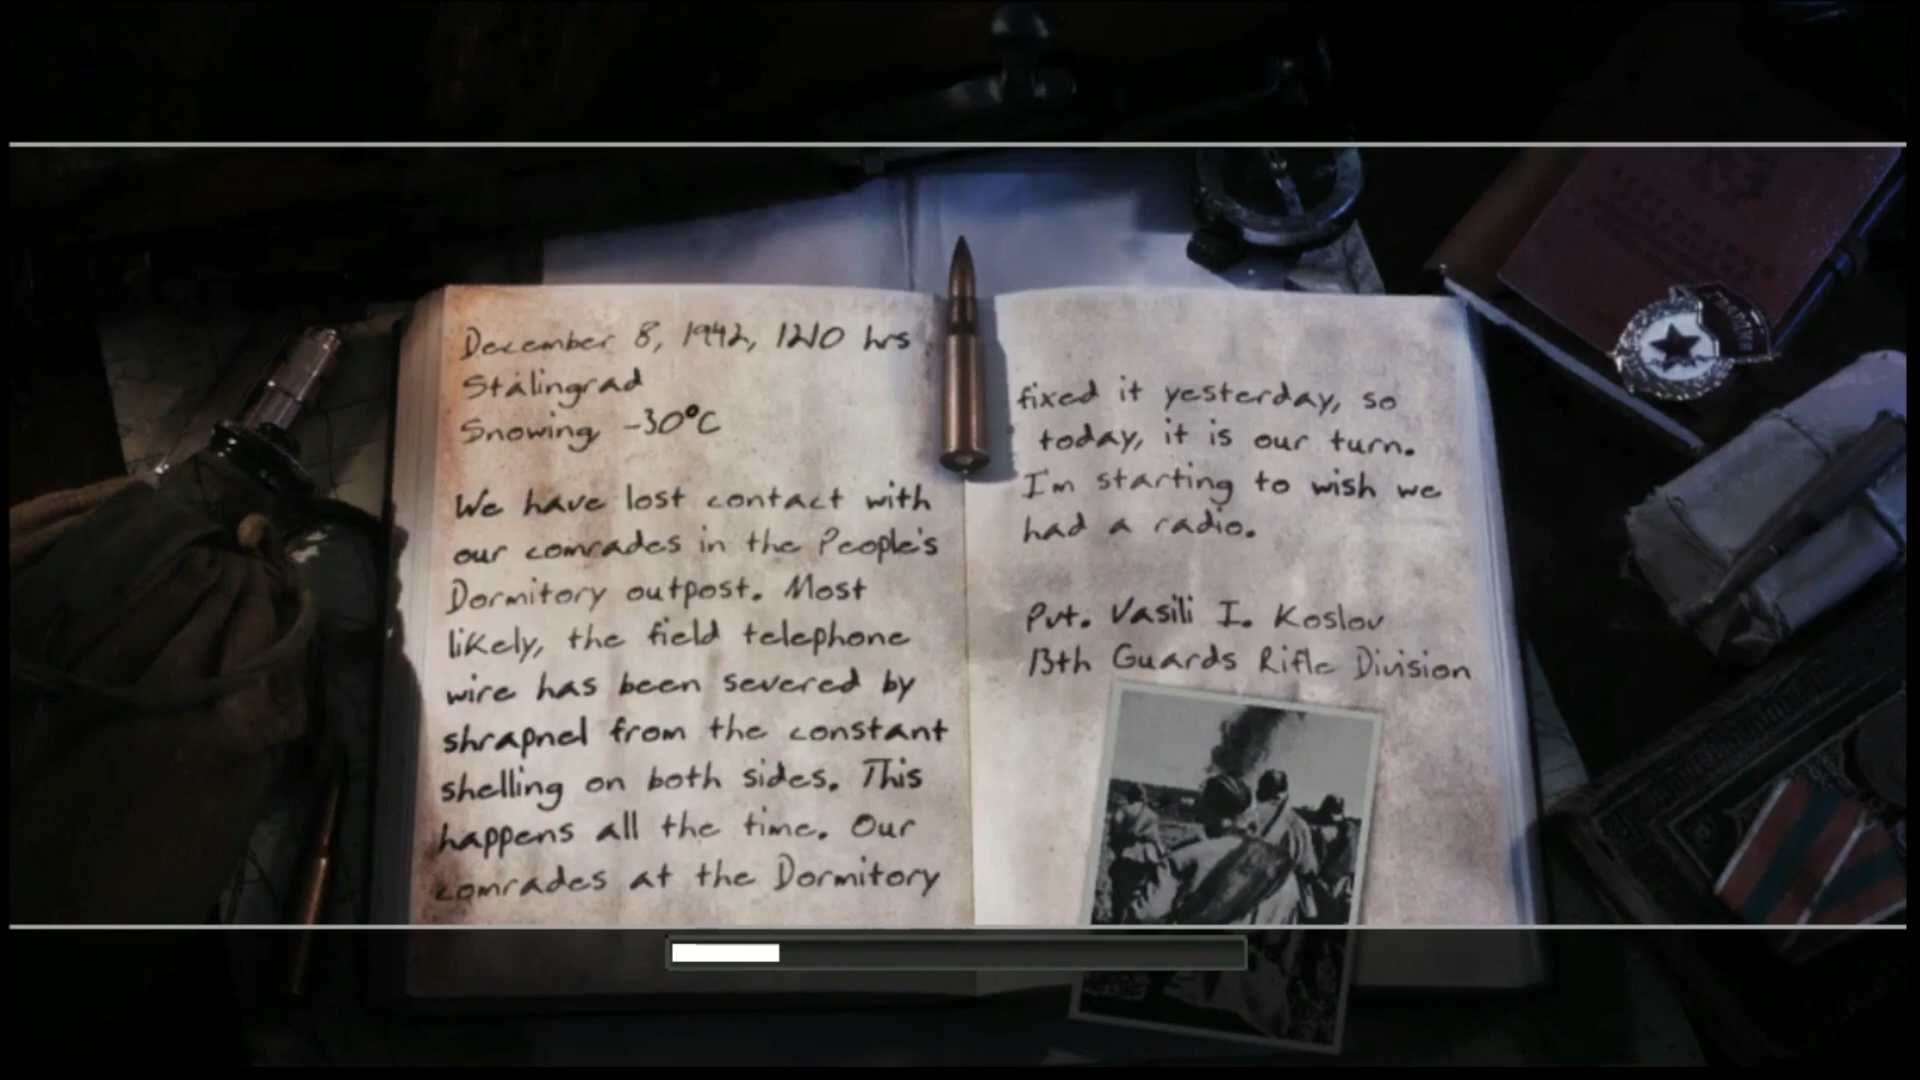 December 8, 1942, 1210 hrs
Stalingrad
Snowing -30°C
We have lost contact with
our comrades in the People's
Dormitory outpost. Most
likely, the field telephone
wire has been severed by
shrapnel from the constant
shelling on both sides. This
happens all the time. Our
comrades at the Dormitory
fixed it yesterday, so
today, it is our turn.
I'm starting to wish we
had a radio.
Pvt. Vasili I. Koslov
13th Guards Rifle Division